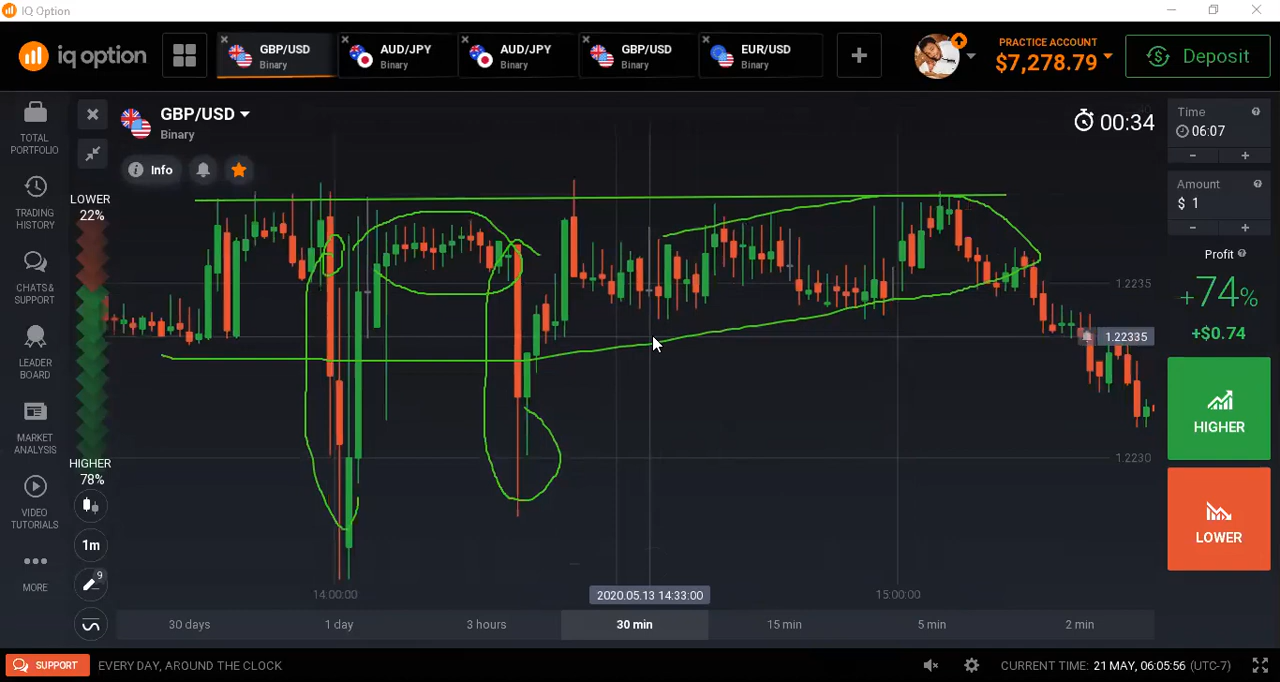 IQ Option
iq option
GBP/USD
Binary
AUD/JPY
Binary
AUD/JPY
Binary
GBP/USD
Binary
EUR/USD
Binary
PRACTICE ACCOUNT
$7,278.79
Deposit
TOTAL
PORTFOLIO
TRADING
HISTORY
CHATS &
SUPPORT
LEADER
BOARD
MARKET
ANALYSIS
VIDEO
TUTORIALS
MORE
GBP/USD
Binary
Info
LOWER
22%
HIGHER
78%
1m
9
00:34
1.2235
1.22335
1.2230
14:00:00
2020.05.13 14:33:00
15:00:00
30 days
1 day
3 hours
30 min
15 min
5 min
2 min
Time
06:07
- +
Amount
$ 1
- +
Profit
+74%
+$0.74
HIGHER
LOWER
SUPPORT
EVERY DAY, AROUND THE CLOCK
CURRENT TIME: 21 MAY, 06:05:56 (UTC-7)